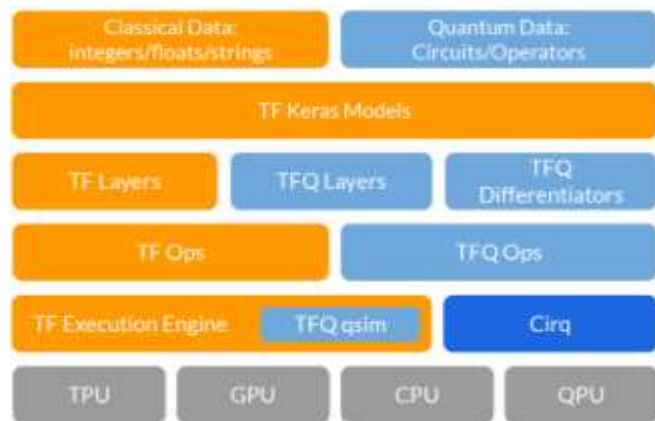 Classical Data:
integers/floats/strings
Quantum Data:
Circuits/Operators
TF Keras Models
TF Layers
TFQ Layers
TFQ
Differentiators
TF Ops
TFQ Ops
TF Execution Engine
TFQ qsim
Cirq
TPU
GPU
CPU
QPU